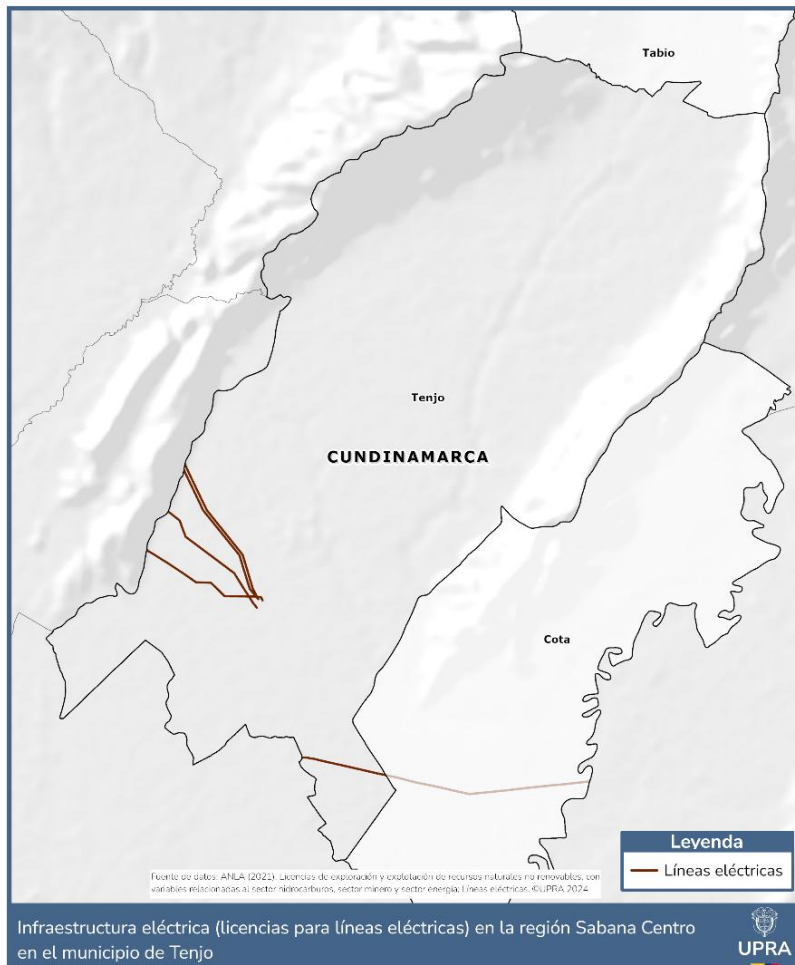 Tabio
Tenjo
CUNDINAMARCA
Cota
Leyenda
Líneas eléctricas
Fuente de datos: ANLA (2021). Licencias de exploración y explotación de recursos naturales no renovables, con
variables relacionadas al sector hidrocarburos, sector minero y sector energía; Líneas eléctricas. ©UPRA 2024
Infraestructura eléctrica (licencias para líneas eléctricas) en la región Sabana Centro
en el municipio de Tenjo
UPRA